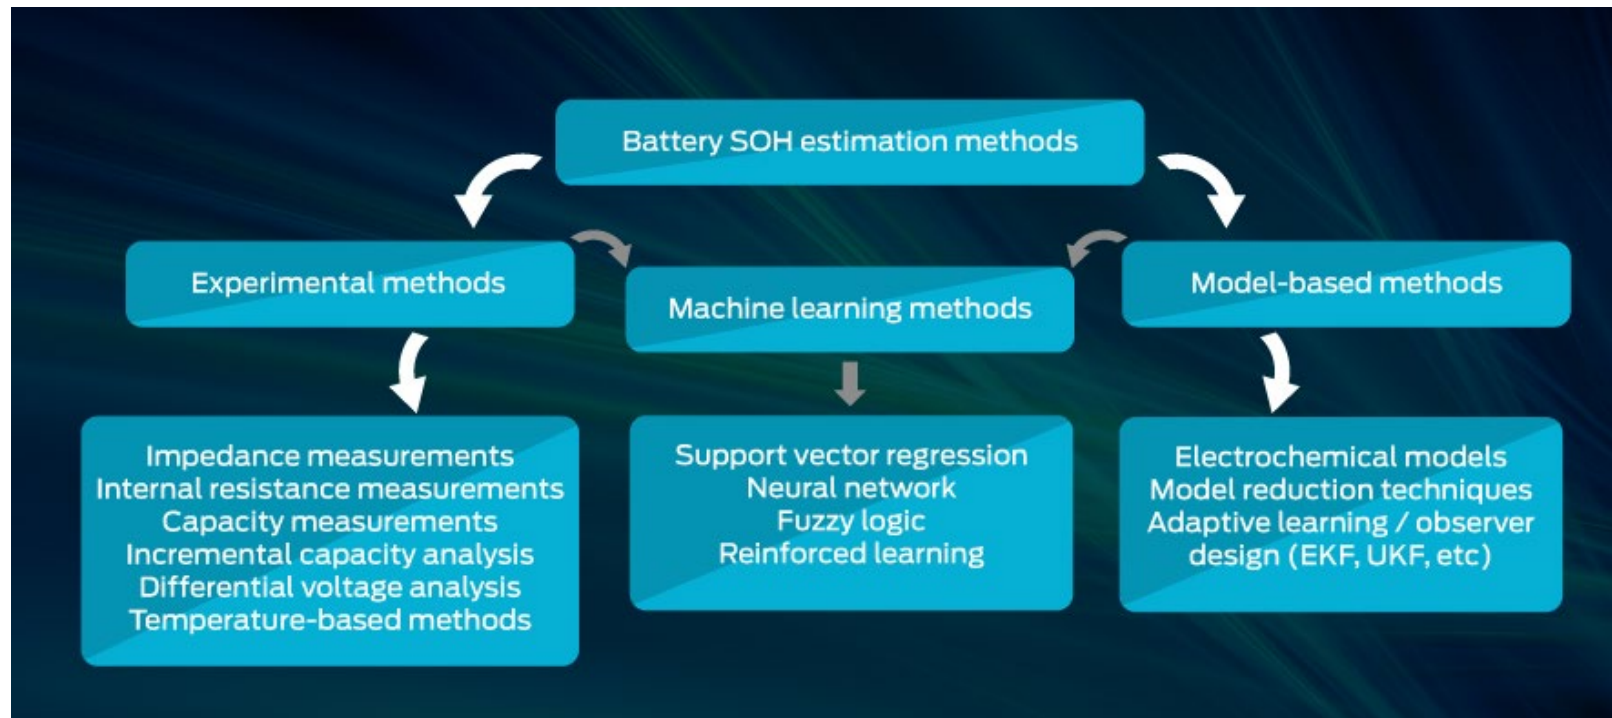 Battery SOH estimation methods
Experimental methods
Machine learning methods
Model-based methods
Impedance measurements
Internal resistance measurements
Capacity measurements
Incremental capacity analysis
Differential voltage analysis
Temperature-based methods
Support vector regression
Neural network
Fuzzy logic
Reinforced learning
Electrochemical models
Model reduction techniques
Adaptive learning / observer
design (EKF, UKF, etc)